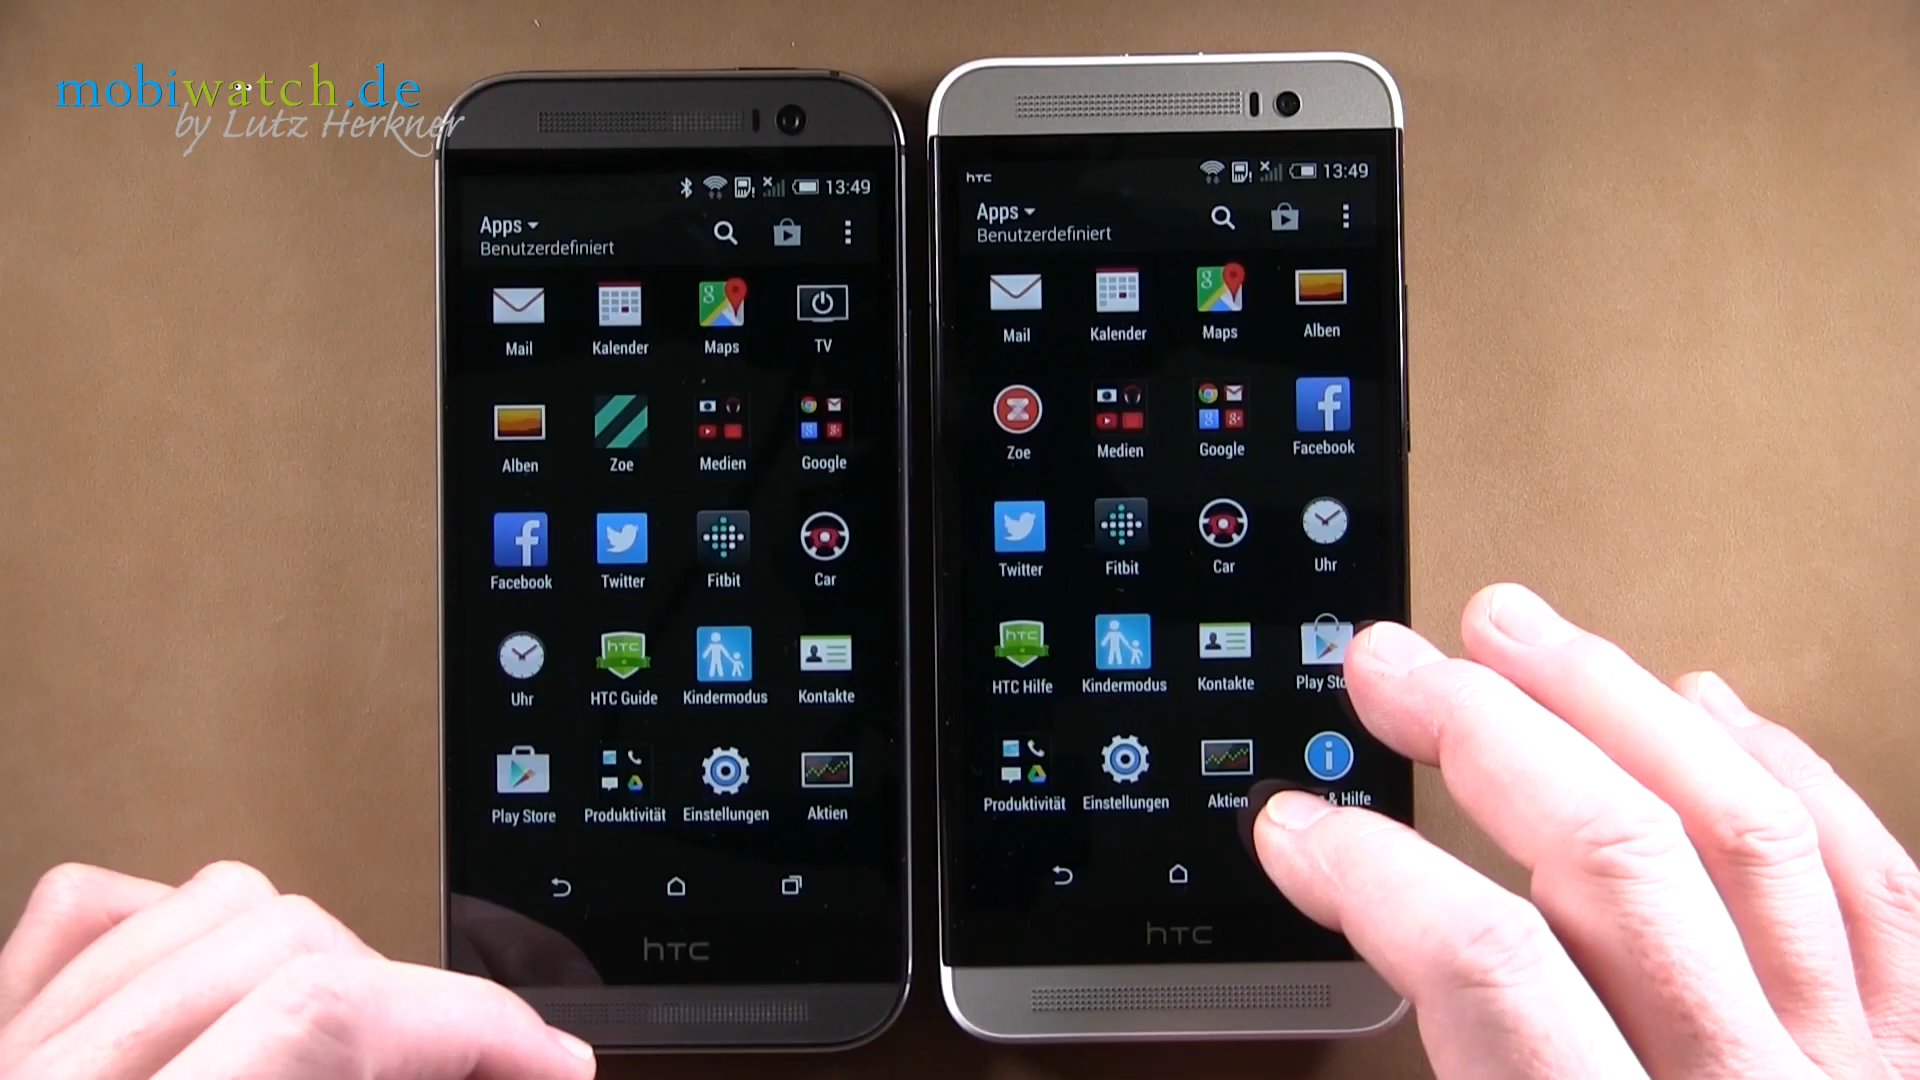 mobiwatch.de
by Lutz Herkner
13:49
Apps
Benutzerdefiniert
Mail Kalender Maps TV
Alben Zoe Medien Google
Facebook Twitter Fitbit Car
Uhr HTC Guide Kindermodus Kontakte
Play Store Produktivität Einstellungen Aktien
hTC
hTC 13:49
Apps
Benutzerdefiniert
Mail Kalender Maps Alben
Zoe Medien Google Facebook
Twitter Fitbit Car Uhr
HTC Hilfe Kindermodus Kontakte Play
Produktivität Einstellungen Aktien & Hilfe
hTC